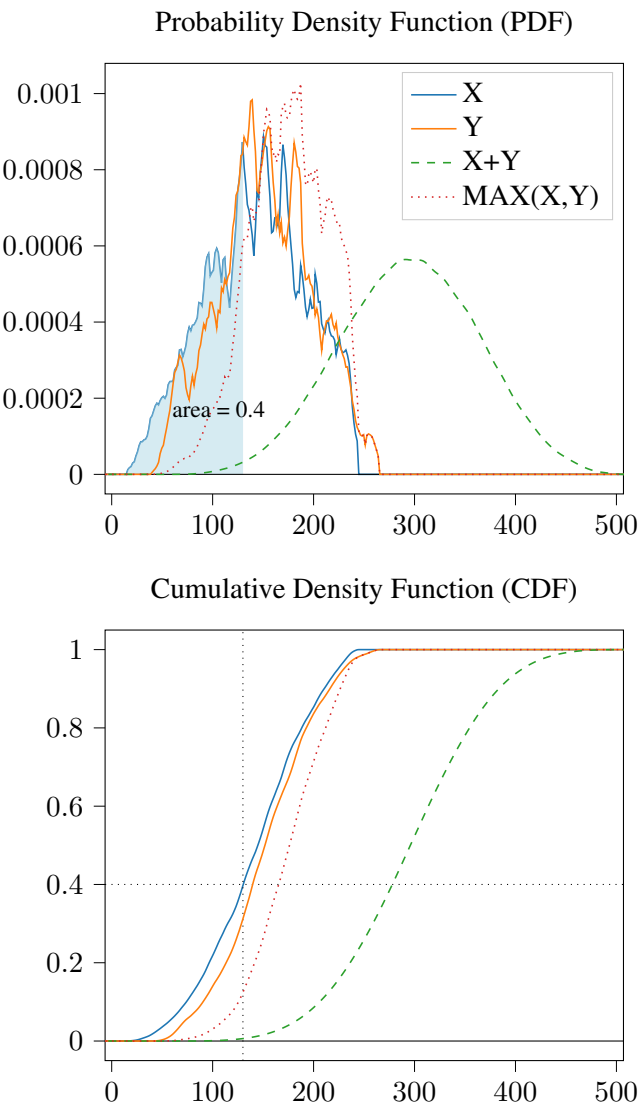 Probability Density Function (PDF)
0.001
0.0008
0.0006
0.0004
0.0002
0
X
Y
X+Y
MAX(X,Y)
area = 0.4
0 100 200 300 400 500
Cumulative Density Function (CDF)
1
0.8
0.6
0.4
0.2
0
0 100 200 300 400 500